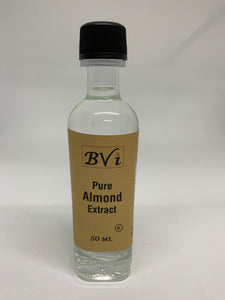 BVi
Pure
Almond
Extract
50 ML